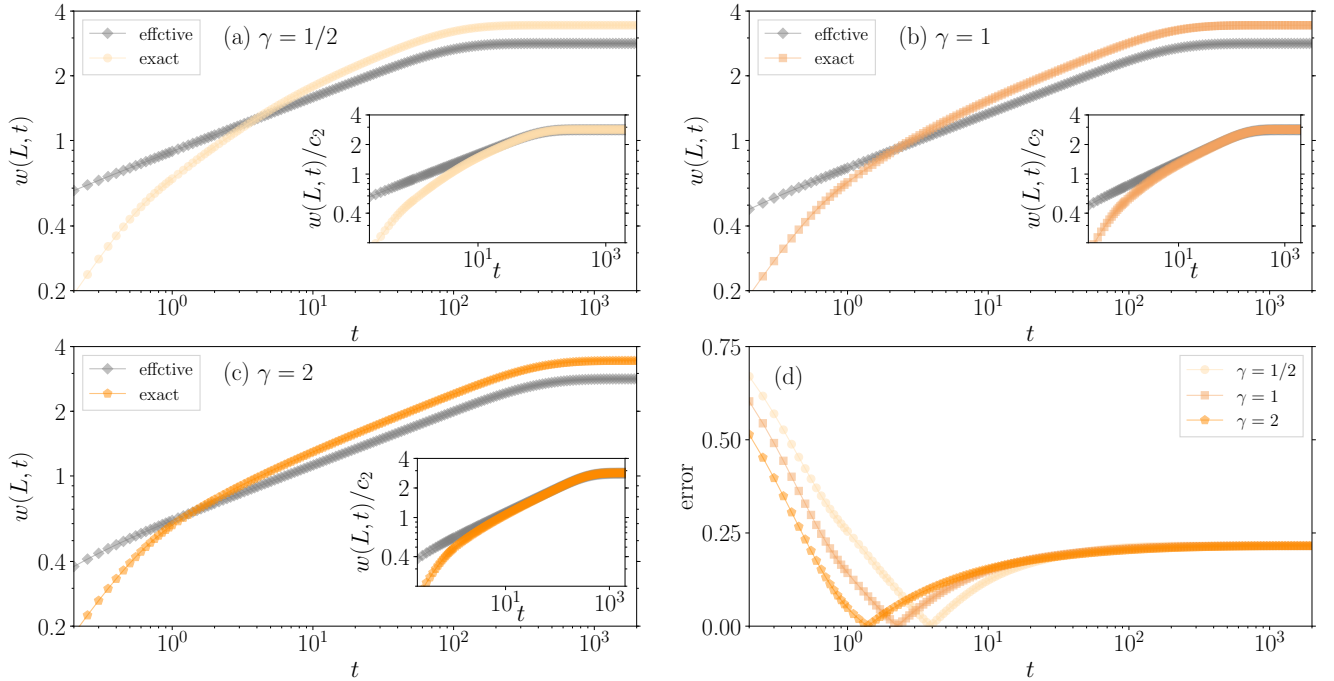 (a) γ = 1/2
effctive
exact
w(L, t)
4
2
1
0.4
0.2
10⁰
10¹
10²
10³
t
w(L, t)/c₂
4
2
1
0.4
10¹
10³
t
(b) γ = 1
effctive
exact
w(L, t)
4
2
1
0.4
0.2
10⁰
10¹
10²
10³
t
w(L, t)/c₂
4
2
1
0.4
10¹
10³
t
(c) γ = 2
effctive
exact
w(L, t)
4
2
1
0.4
0.2
10⁰
10¹
10²
10³
t
w(L, t)/c₂
4
2
1
0.4
10¹
10³
t
(d)
γ = 1/2
γ = 1
γ = 2
error
0.75
0.50
0.25
0.00
10⁰
10¹
10²
10³
t